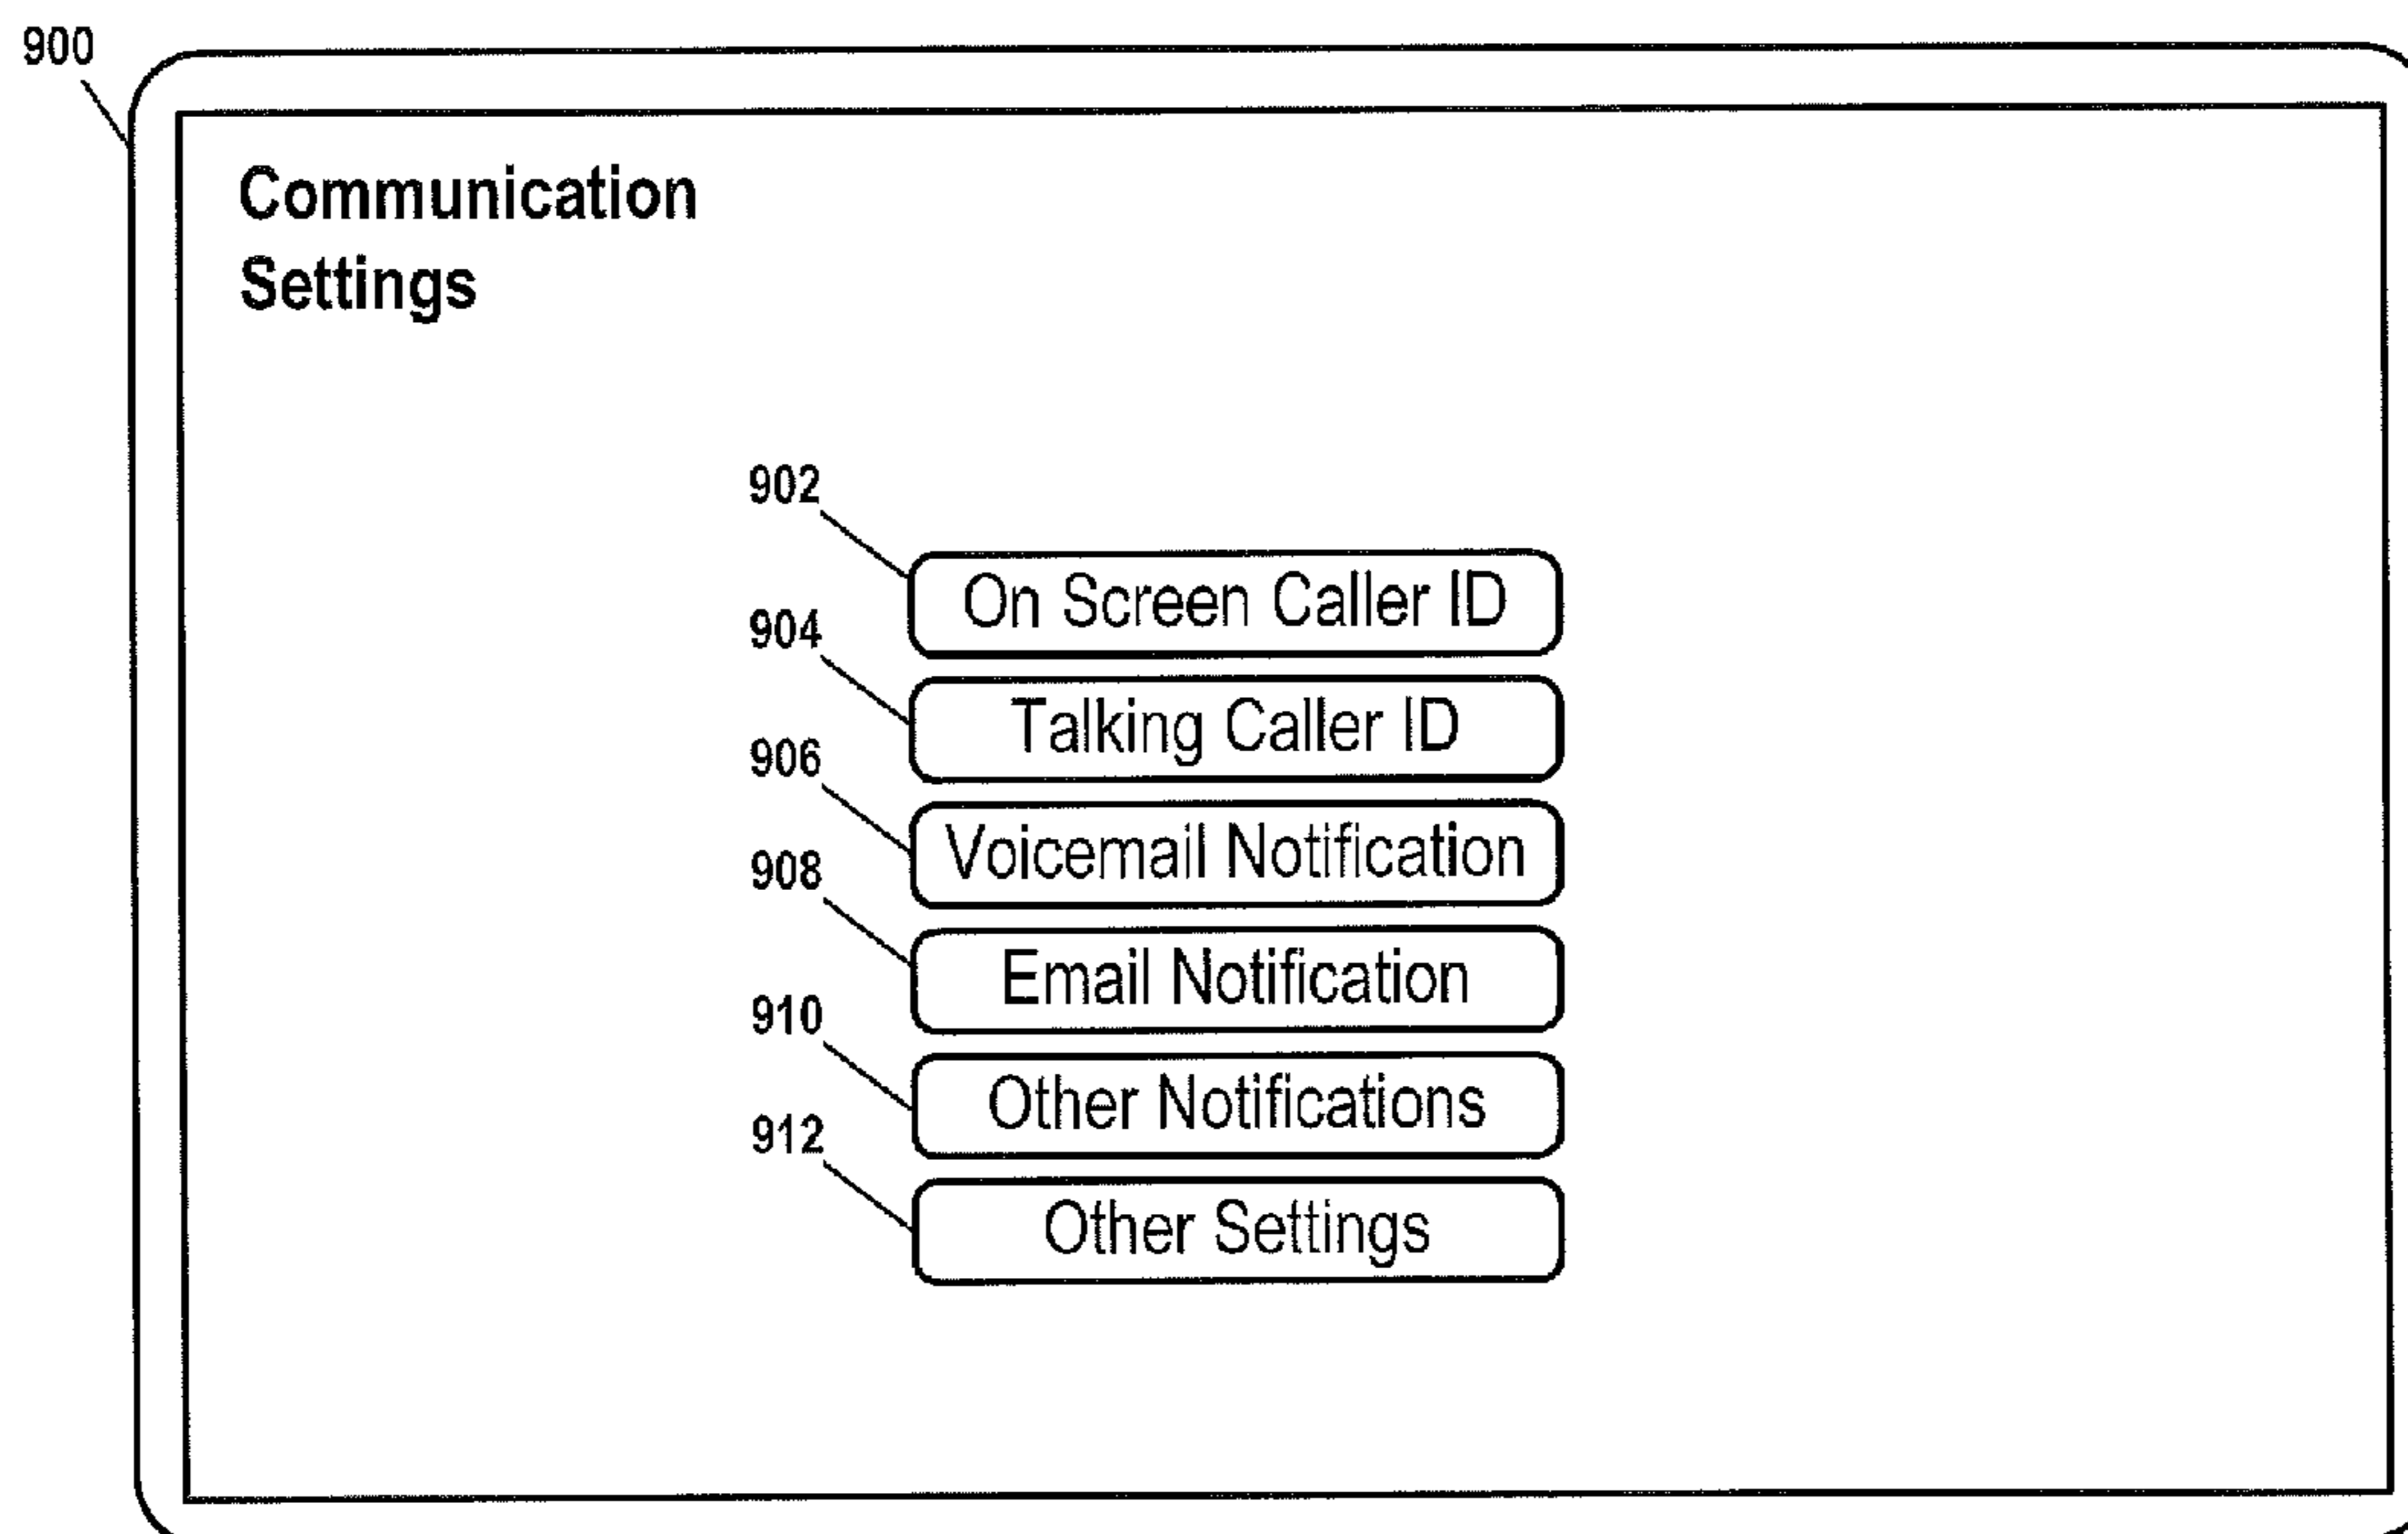 900
Communication
Settings
902
On Screen Caller ID
904
Talking Caller ID
906
Voicemail Notification
908
Email Notification
910
Other Notifications
912
Other Settings